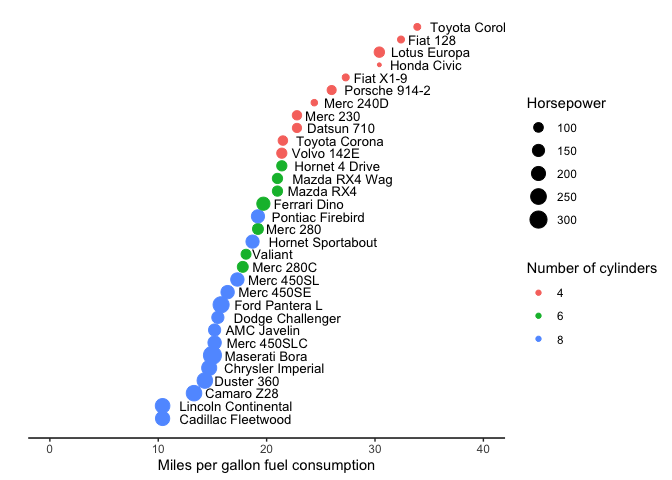 Toyota Corol
Fiat 128
Lotus Europa
Honda Civic
Fiat X1-9
Porsche 914-2
Merc 240D
Merc 230
Datsun 710
Toyota Corona
Volvo 142E
Hornet 4 Drive
Mazda RX4 Wag
Mazda RX4
Ferrari Dino
Pontiac Firebird
Merc 280
Hornet Sportabout
Valiant
Merc 280C
Merc 450SL
Merc 450SE
Ford Pantera L
Dodge Challenger
AMC Javelin
Merc 450SLC
Maserati Bora
Chrysler Imperial
Duster 360
Camaro Z28
Lincoln Continental
Cadillac Fleetwood
0 10 20 30 40
Miles per gallon fuel consumption
Horsepower
100
150
200
250
300
Number of cylinders
4
6
8